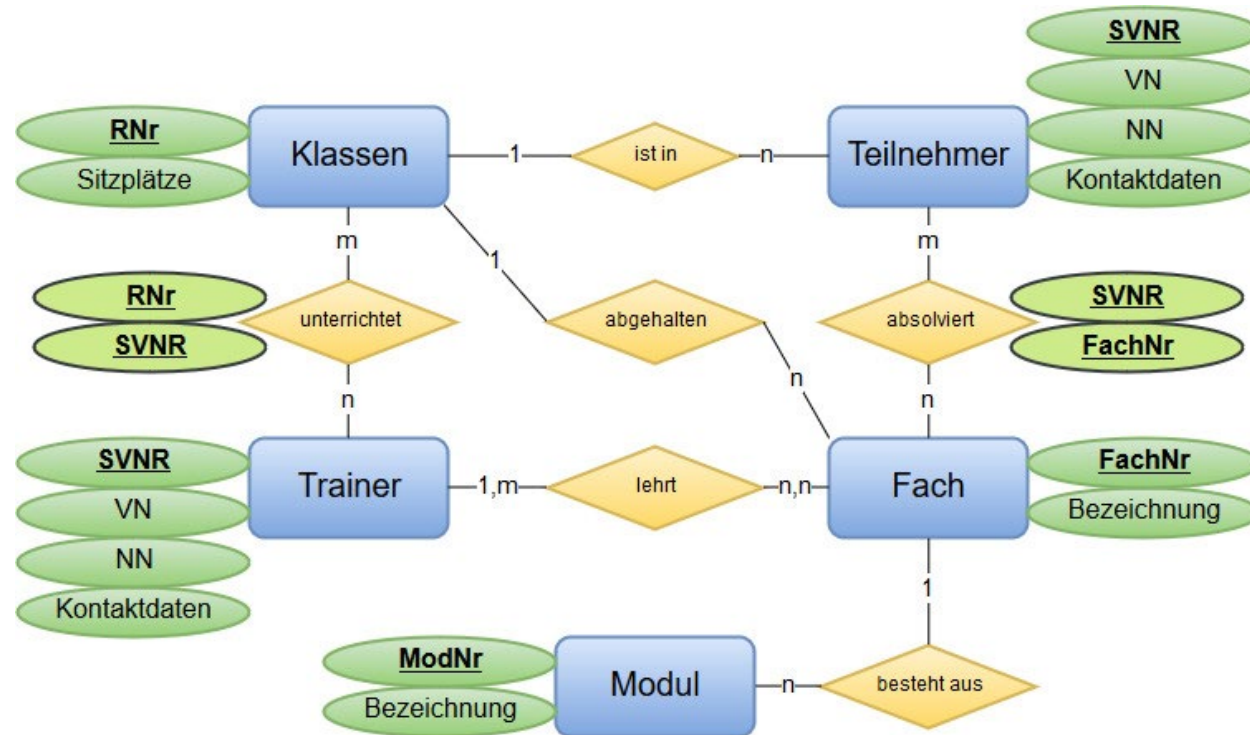 SVNR
VN
NN
Kontaktdaten
RNr
Sitzplätze
Klassen
1
ist in
n
Teilnehmer
m
1
m
RNr
SVNR
unterrichtet
abgehalten
absolviert
SVNR
FachNr
n
n
n
SVNR
VN
NN
Kontaktdaten
Trainer
1,m
lehrt
n,n
Fach
FachNr
Bezeichnung
1
ModNr
Bezeichnung
Modul
n
besteht aus